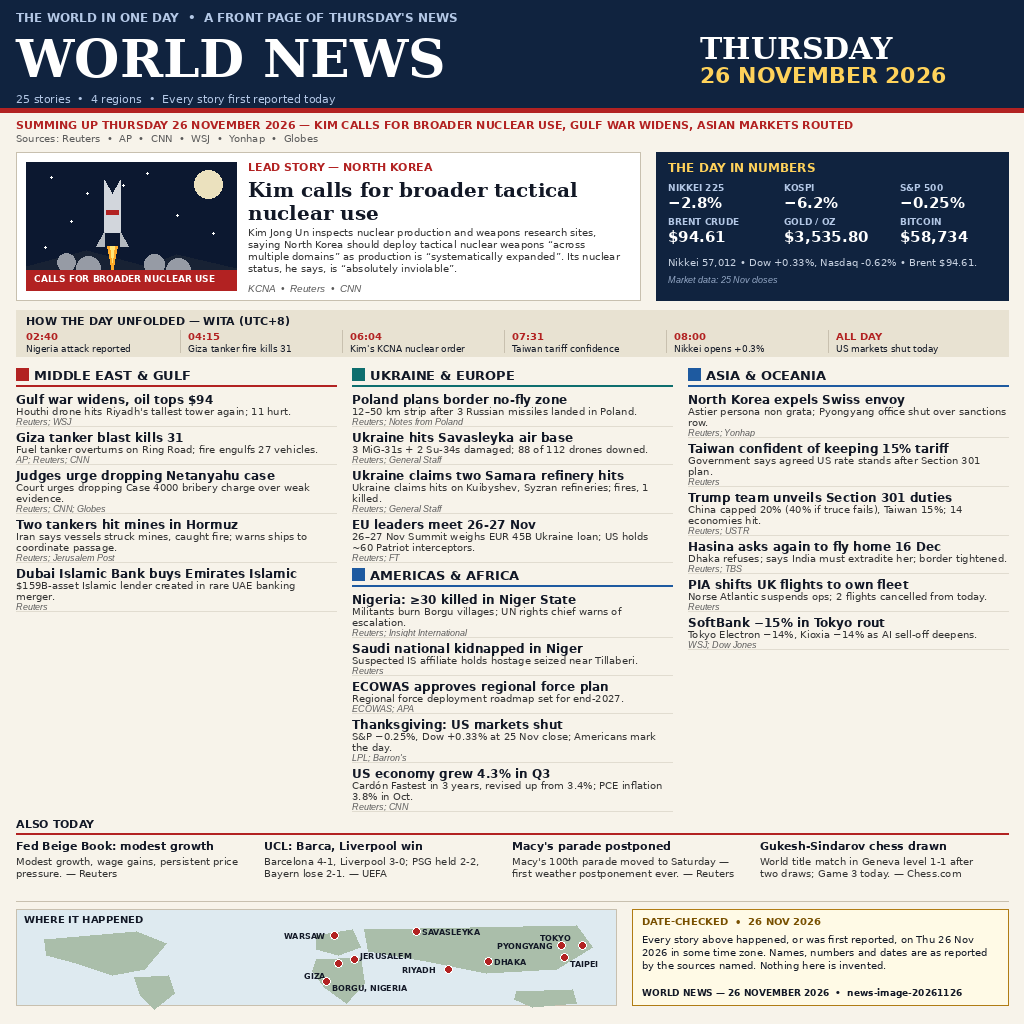 THE WORLD IN ONE DAY • A FRONT PAGE OF THURSDAY'S NEWS
WORLD NEWS
25 stories • 4 regions • Every story first reported today
THURSDAY
26 NOVEMBER 2026
SUMMING UP THURSDAY 26 NOVEMBER 2026 — KIM CALLS FOR BROADER NUCLEAR USE, GULF WAR WIDENS, ASIAN MARKETS ROUTED
Sources: Reuters • AP • CNN • WSJ • Yonhap • Globes
CALLS FOR BROADER NUCLEAR USE
LEAD STORY — NORTH KOREA
Kim calls for broader tactical
nuclear use
Kim Jong Un inspects nuclear production and weapons research sites,
saying North Korea should deploy tactical nuclear weapons “across
multiple domains” as production is “systematically expanded”. Its nuclear
status, he says, is “absolutely inviolable”.
KCNA • Reuters • CNN
THE DAY IN NUMBERS
NIKKEI 225 KOSPI S&P 500
−2.8% −6.2% −0.25%
BRENT CRUDE GOLD / OZ BITCOIN
$94.61 $3,535.80 $58,734
Nikkei 57,012 • Dow +0.33%, Nasdaq -0.62% • Brent $94.61.
Market data: 25 Nov closes
HOW THE DAY UNFOLDED — WITA (UTC+8)
02:40 04:15 06:04 07:31 08:00 ALL DAY
Nigeria attack reported Giza tanker fire kills 31 Kim's KCNA nuclear order Taiwan tariff confidence Nikkei opens +0.3% US markets shut today
MIDDLE EAST & GULF
Gulf war widens, oil tops $94
Houthi drone hits Riyadh's tallest tower again; 11 hurt.
Reuters; WSJ
Giza tanker blast kills 31
Fuel tanker overturns on Ring Road; fire engulfs 27 vehicles.
AP; Reuters; CNN
Judges urge dropping Netanyahu case
Court urges dropping Case 4000 bribery charge over weak
evidence.
Reuters; CNN; Globes
Two tankers hit mines in Hormuz
Iran says vessels struck mines, caught fire; warns ships to
coordinate passage.
Reuters; Jerusalem Post
Dubai Islamic Bank buys Emirates Islamic
$159B-asset Islamic lender created in rare UAE banking
merger.
Reuters
UKRAINE & EUROPE
Poland plans border no-fly zone
12–50 km strip after 3 Russian missiles landed in Poland.
Reuters; Notes from Poland
Ukraine hits Savasleyka air base
3 MiG-31s + 2 Su-34s damaged; 88 of 112 drones downed.
Reuters; General Staff
Ukraine claims two Samara refinery hits
Ukraine claims hits on Kuibyshev, Syzran refineries; fires, 1
killed.
Reuters; General Staff
EU leaders meet 26-27 Nov
26–27 Nov Summit weighs EUR 45B Ukraine loan; US holds
~60 Patriot interceptors.
Reuters; FT
AMERICAS & AFRICA
Nigeria: ≥30 killed in Niger State
Militants burn Borgu villages; UN rights chief warns of
escalation.
Reuters; Insight International
Saudi national kidnapped in Niger
Suspected IS affiliate holds hostage seized near Tillaberi.
Reuters
ECOWAS approves regional force plan
Regional force deployment roadmap set for end-2027.
ECOWAS; APA
Thanksgiving: US markets shut
S&P −0.25%, Dow +0.33% at 25 Nov close; Americans mark
the day.
LPL; Barron's
US economy grew 4.3% in Q3
Cardón Fastest in 3 years, revised up from 3.4%; PCE inflation
3.8% in Oct.
Reuters; CNN
ASIA & OCEANIA
North Korea expels Swiss envoy
Astier persona non grata; Pyongyang office shut over sanctions
row.
Reuters; Yonhap
Taiwan confident of keeping 15% tariff
Government says agreed US rate stands after Section 301
plan.
Reuters
Trump team unveils Section 301 duties
China capped 20% (40% if truce fails), Taiwan 15%; 14
economies hit.
Reuters; USTR
Hasina asks again to fly home 16 Dec
Dhaka refuses; says India must extradite her; border tightened.
Reuters; TBS
PIA shifts UK flights to own fleet
Norse Atlantic suspends ops; 2 flights cancelled from today.
Reuters
SoftBank −15% in Tokyo rout
Tokyo Electron −14%, Kioxia −14% as AI sell-off deepens.
WSJ; Dow Jones
ALSO TODAY
Fed Beige Book: modest growth
Modest growth, wage gains, persistent price
pressure. — Reuters
UCL: Barca, Liverpool win
Barcelona 4-1, Liverpool 3-0; PSG held 2-2,
Bayern lose 2-1. — UEFA
Macy's parade postponed
Macy's 100th parade moved to Saturday —
first weather postponement ever. — Reuters
Gukesh-Sindarov chess drawn
World title match in Geneva level 1-1 after
two draws; Game 3 today. — Chess.com
WHERE IT HAPPENED
WARSAW
SAVASLEYKA
TOKYO
PYONGYANG
JERUSALEM
DHAKA
TAIPEI
RIYADH
GIZA
BORGU, NIGERIA
DATE-CHECKED • 26 NOV 2026
Every story above happened, or was first reported, on Thu 26 Nov
2026 in some time zone. Names, numbers and dates are as reported
by the sources named. Nothing here is invented.
WORLD NEWS — 26 NOVEMBER 2026 • news-image-20261126